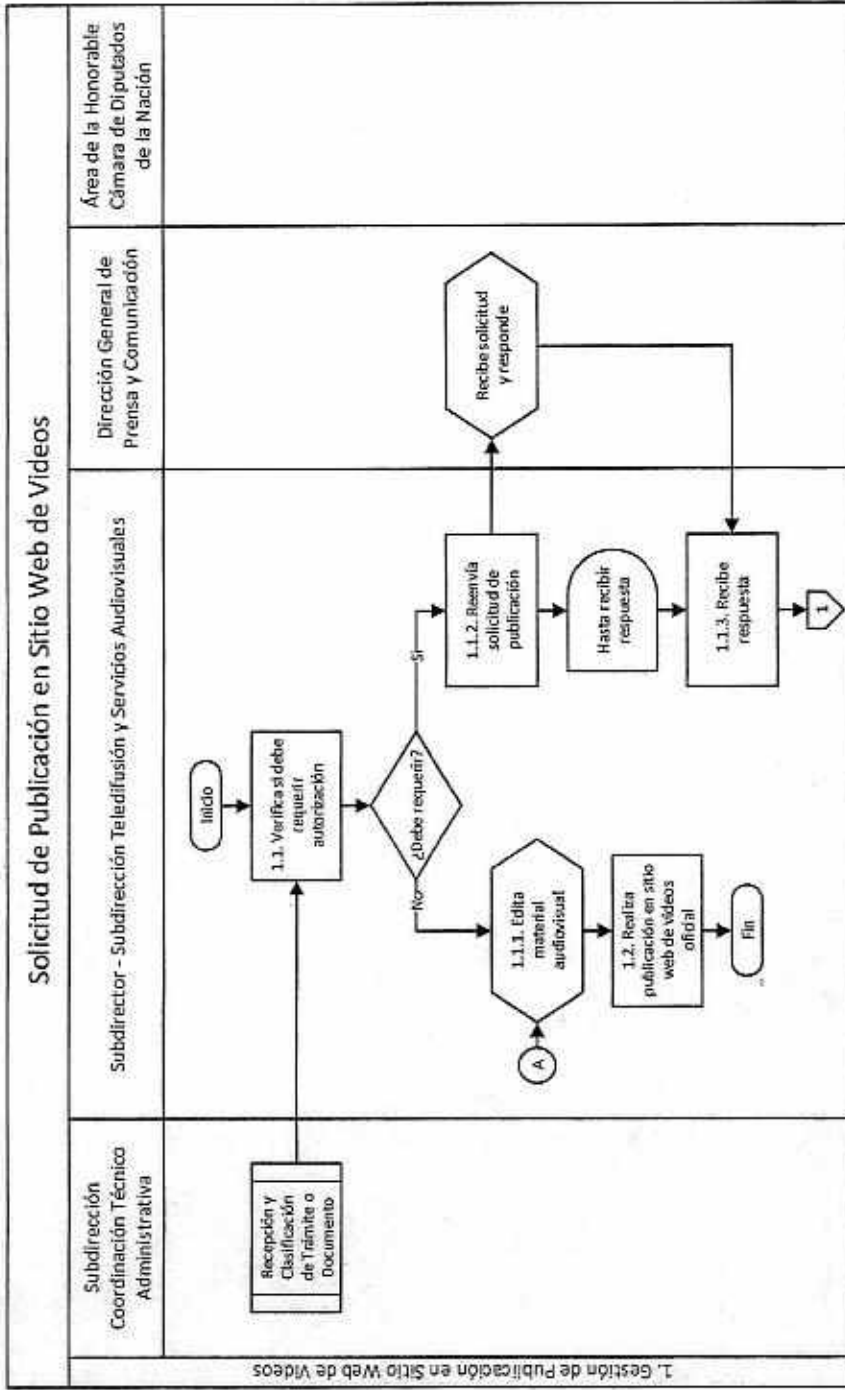 Solicitud de Publicación en Sitio Web de Videos
Subdirección
Coordinación Técnico
Administrativa
Subdirector - Subdirección Teledifusión y Servicios Audiovisuales
Dirección General de
Prensa y Comunicación
Área de la Honorable
Cámara de Diputados
de la Nación
1. Gestión de Publicación en Sitio Web de Videos
Inicio
Recepción y
Clasificación
de Trámite o
Documento
1.1. Verifica si debe
requerir
autorización
¿Debe requerir?
No
Si
1.1.1. Edita
material
audiovisual
A
1.2. Realiza
publicación en sitio
web de videos
oficial
Fin
1.1.2. Reenvía
solicitud de
publicación
Recibe solicitud
y responde
Hasta recibir
respuesta
1.1.3. Recibe
respuesta
1